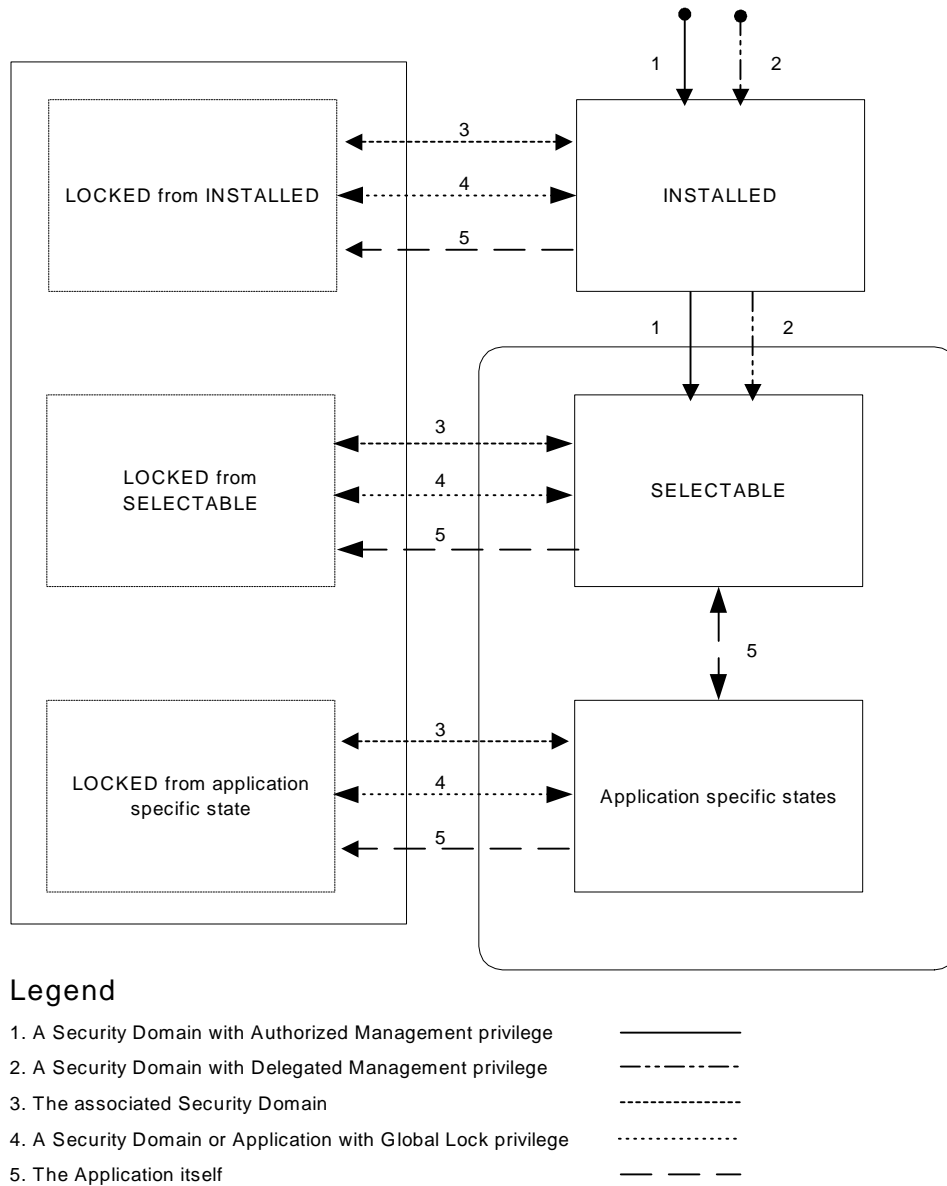 1
2
3
4
5
LOCKED from INSTALLED
INSTALLED
1
2
3
4
5
LOCKED from
SELECTABLE
SELECTABLE
5
3
4
5
LOCKED from application
specific state
Application specific states
Legend
1. A Security Domain with Authorized Management privilege
2. A Security Domain with Delegated Management privilege
3. The associated Security Domain
4. A Security Domain or Application with Global Lock privilege
5. The Application itself